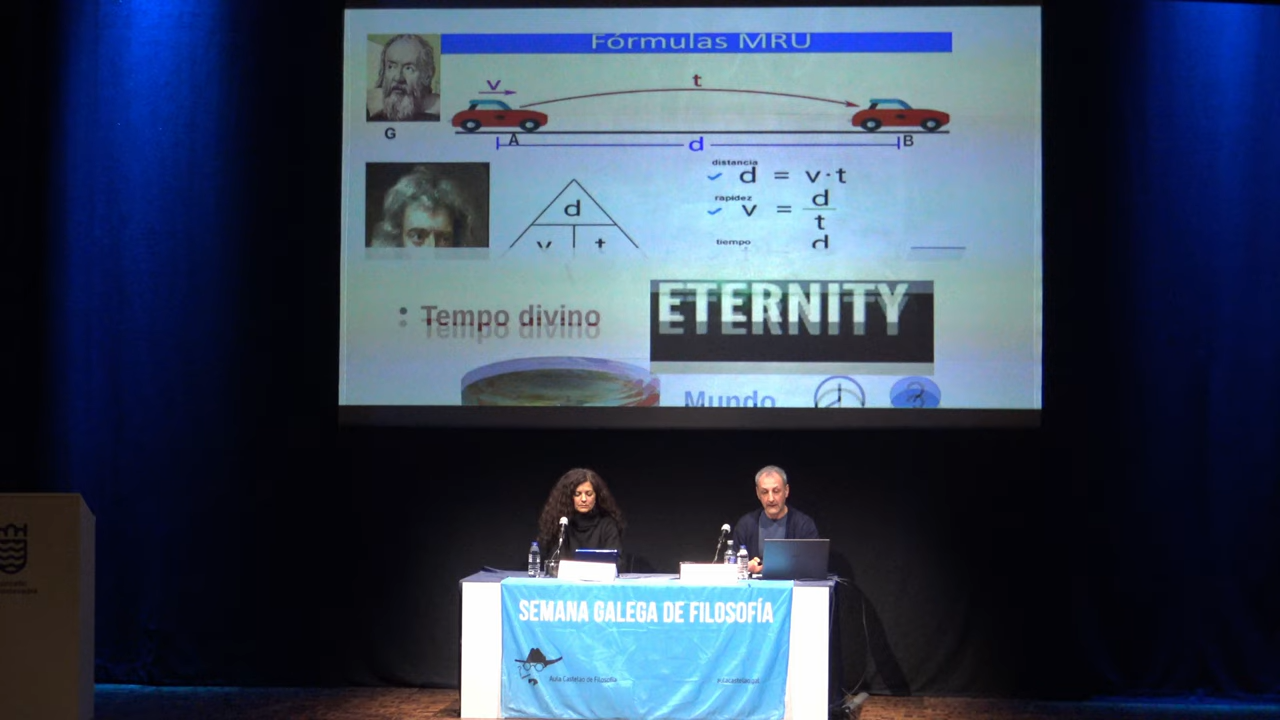 Fórmulas MRU
v
t
G
A
d
B
distancia
d = v·t
rapidez
v = d
t
d
v t
tiempo
d
• Tempo divino
ETERNITY
Mundo
SEMANA GALEGA DE FILOSOFÍA
Aula Castelao de Filosofía